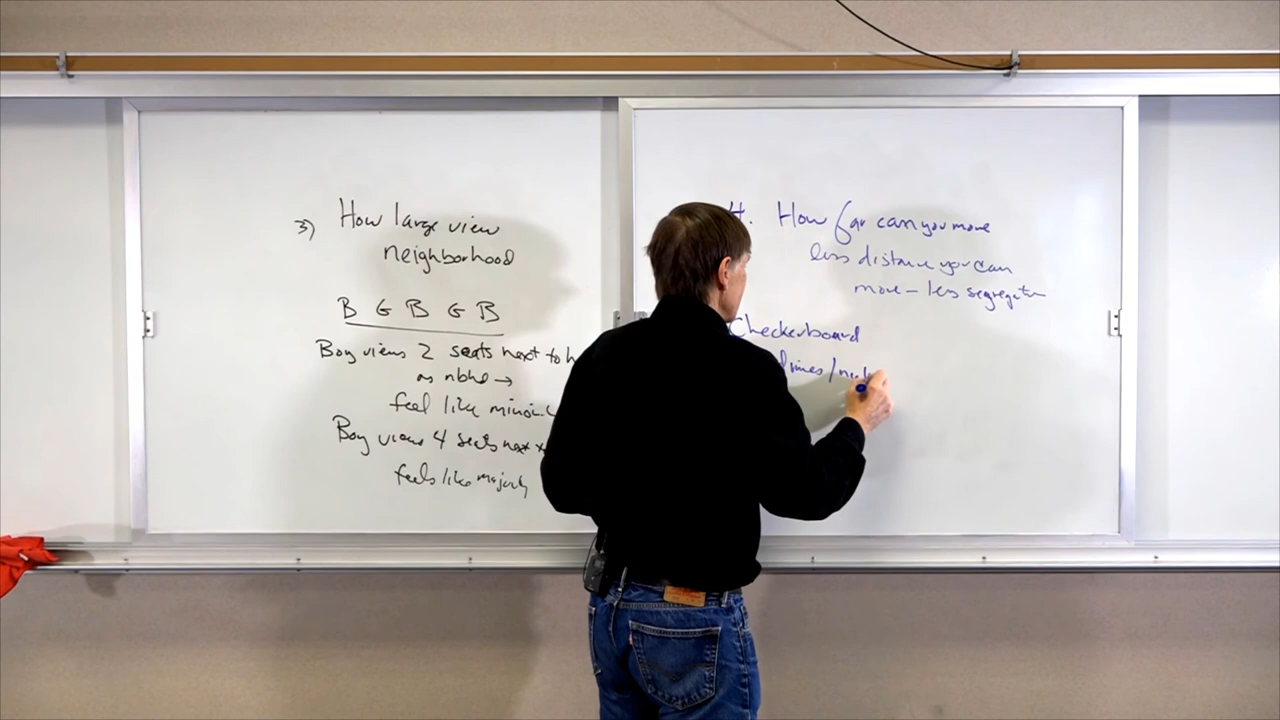 3) How large view
neighborhood
B G B G B
Boy views 2 seats next to
as nbhd →
feel like
Boy views 4 seats next
feels like majority
4. How far can you move
less distance you can
move – less segregation
Checkerboard
dimes/